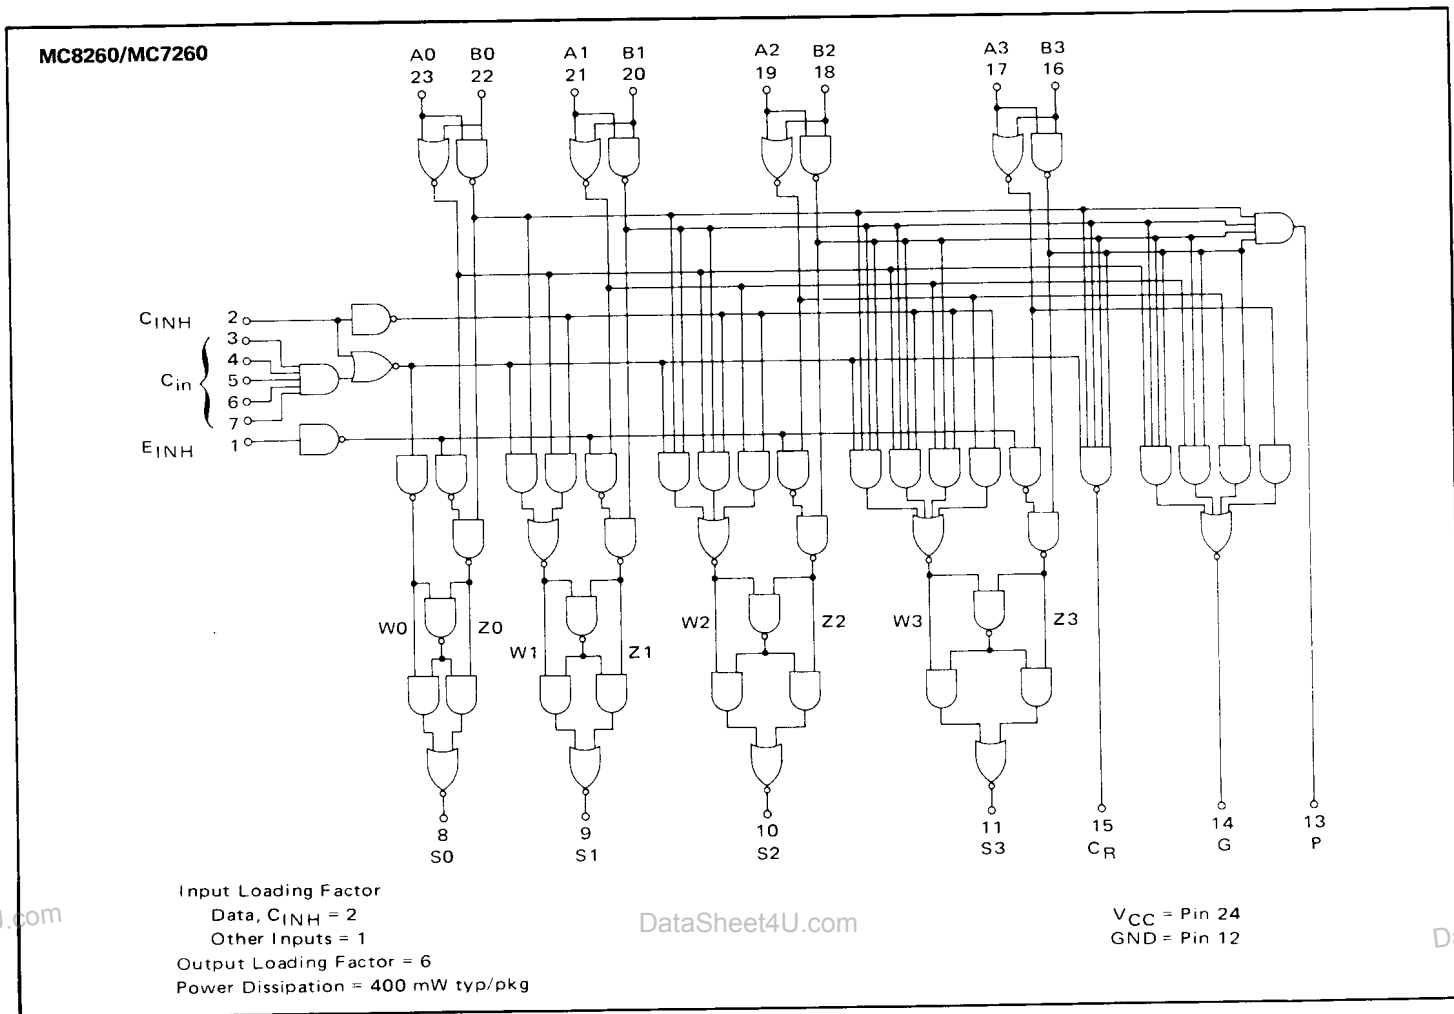 MC8260/MC7260
A0 B0 A1 B1 A2 B2 A3 B3
23 22 21 20 19 18 17 16
CINH 2
3
4
Cin 5
6
7
EINH 1
W0 Z0 W1 Z1 W2 Z2 W3 Z3
8 9 10 11 15 14 13
S0 S1 S2 S3 CR G P
Input Loading Factor
Data, CINH = 2
Other Inputs = 1
Output Loading Factor = 6
Power Dissipation = 400 mW typ/pkg
VCC = Pin 24
GND = Pin 12
J.com
DataSheet4U.com
Da